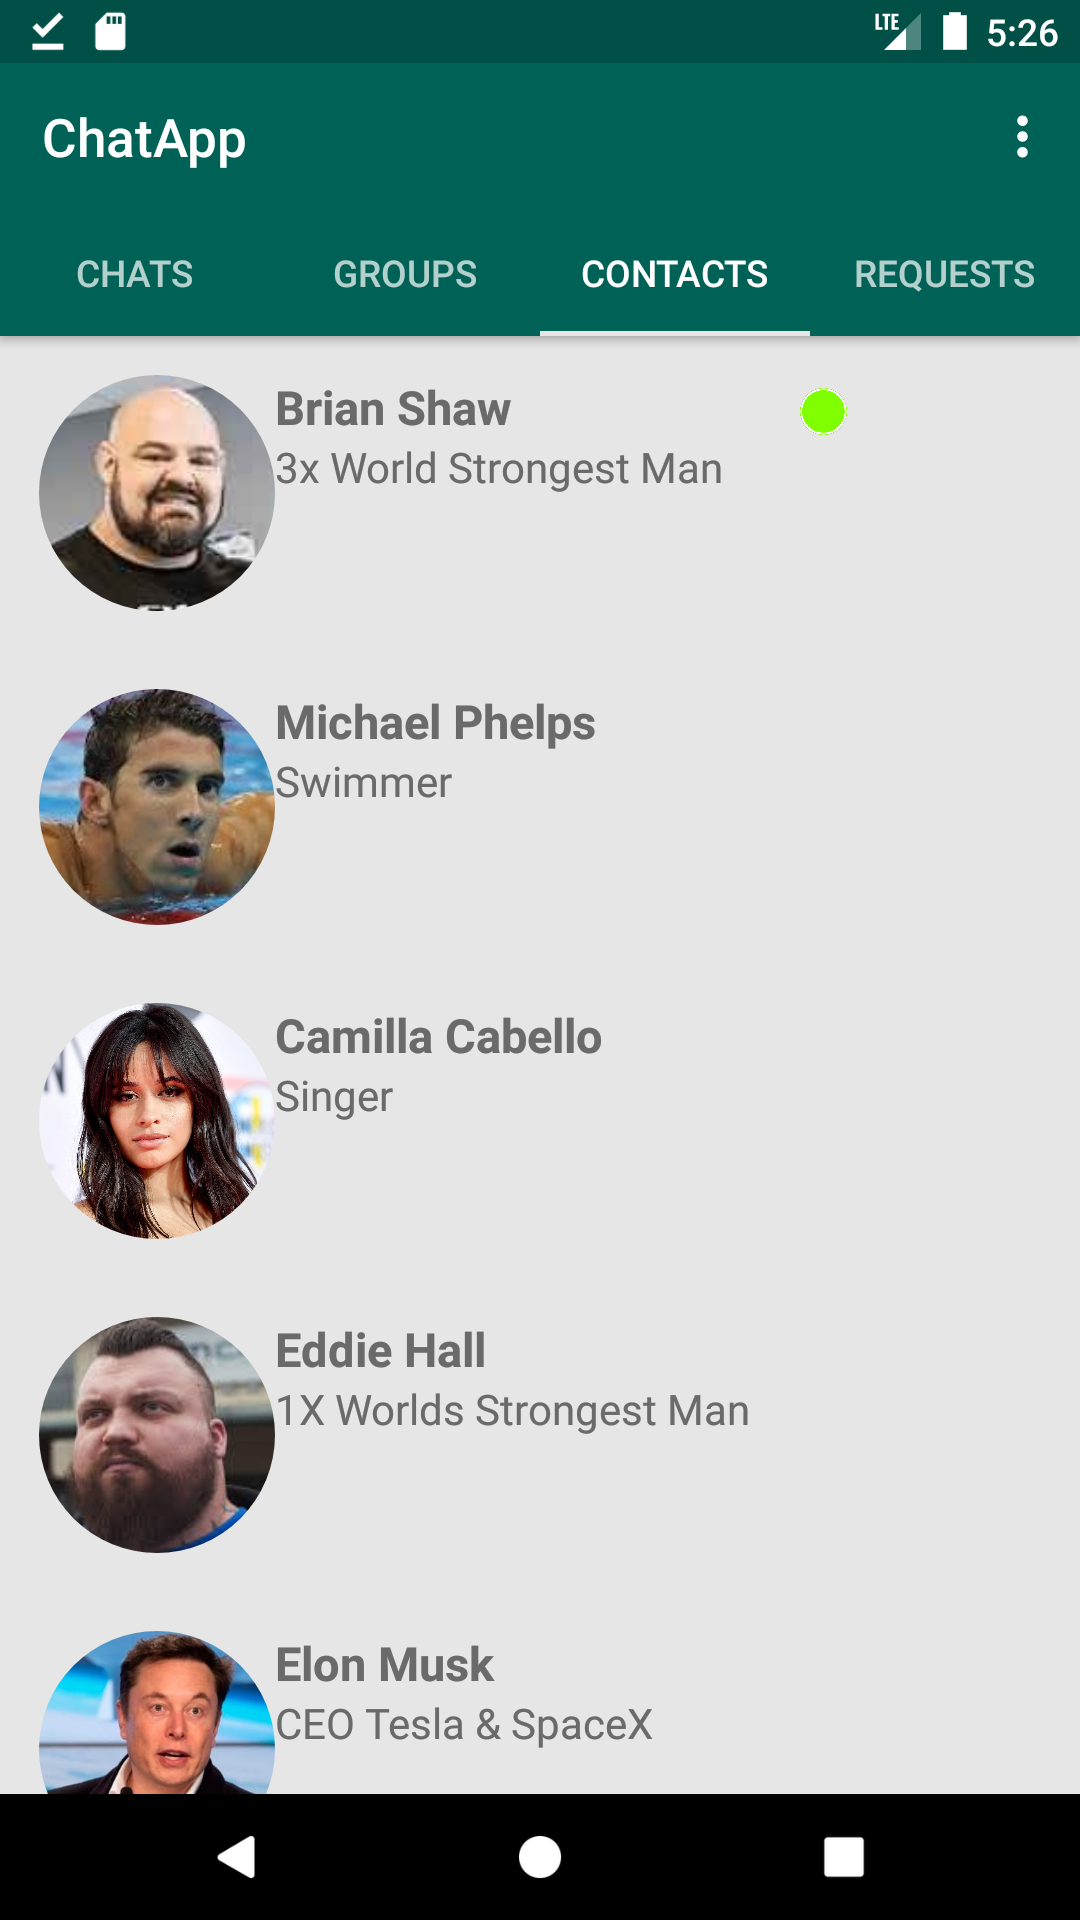 LTE 5:26
ChatApp
CHATS GROUPS CONTACTS REQUESTS
Brian Shaw
3x World Strongest Man
Michael Phelps
Swimmer
Camilla Cabello
Singer
Eddie Hall
1X Worlds Strongest Man
Elon Musk
CEO Tesla & SpaceX